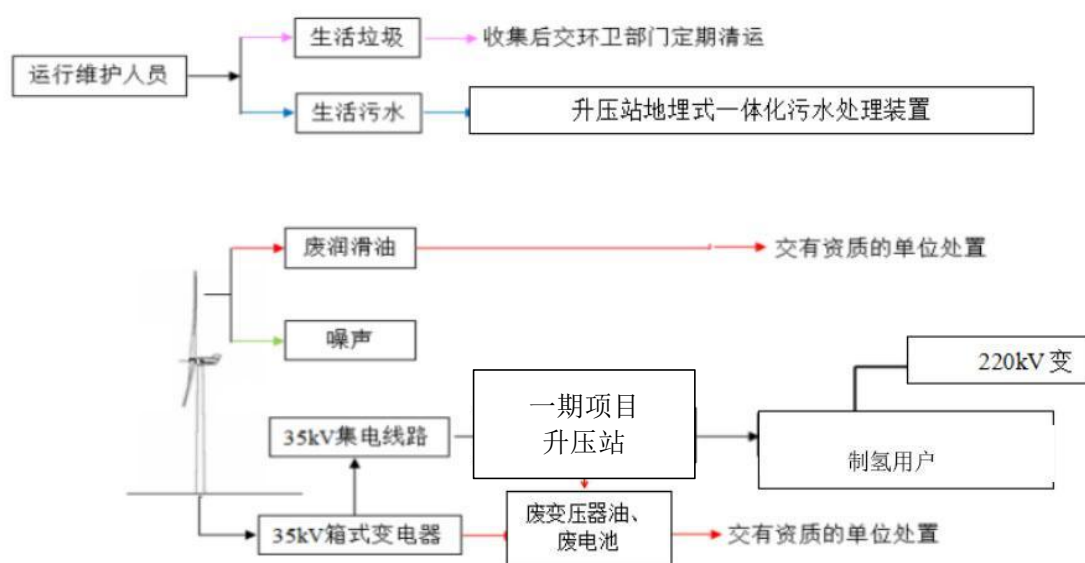 生活垃圾
收集后交环卫部门定期清运
运行维护人员
生活污水
升压站地埋式一体化污水处理装置
废润滑油
交有资质的单位处置
噪声
220kV 变
一期项目
升压站
35kV集电线路
制氢用户
35kV箱式变电器
废变压器油、
废电池
交有资质的单位处置